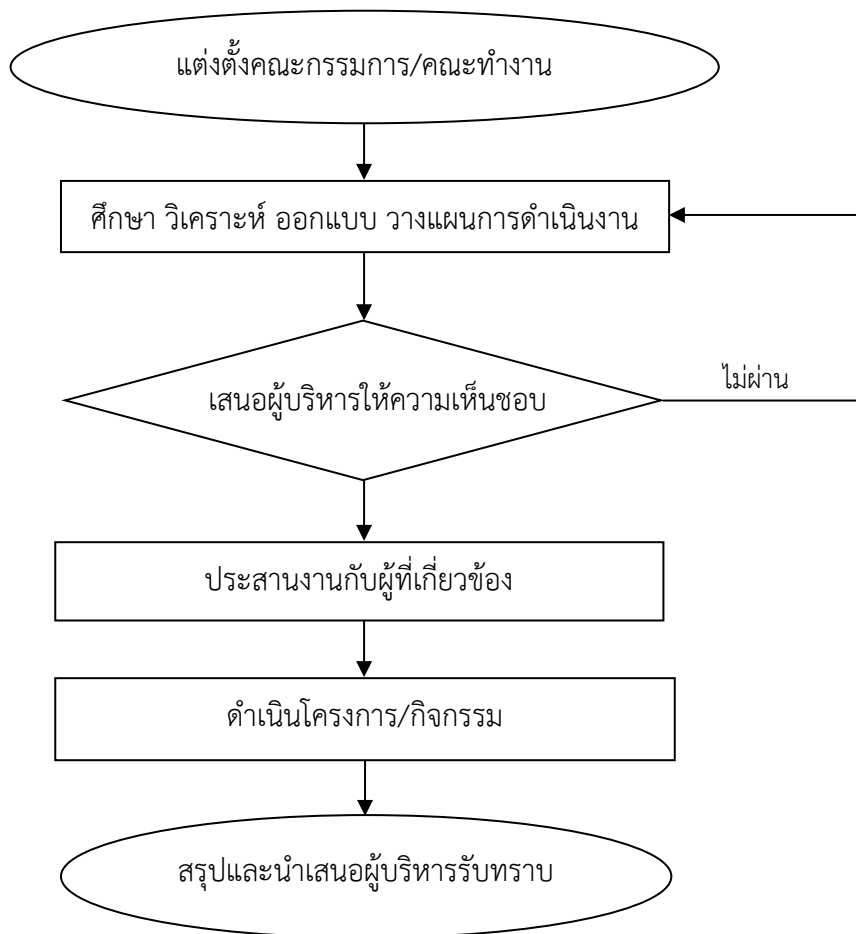 แต่งตั้งคณะกรรมการ/คณะทำงาน
ศึกษา วิเคราะห์ ออกแบบ วางแผนการดำเนินงาน
เสนอผู้บริหารให้ความเห็นชอบ
ไม่ผ่าน
ประสานงานกับผู้ที่เกี่ยวข้อง
ดำเนินโครงการ/กิจกรรม
สรุปและนำเสนอผู้บริหารรับทราบ